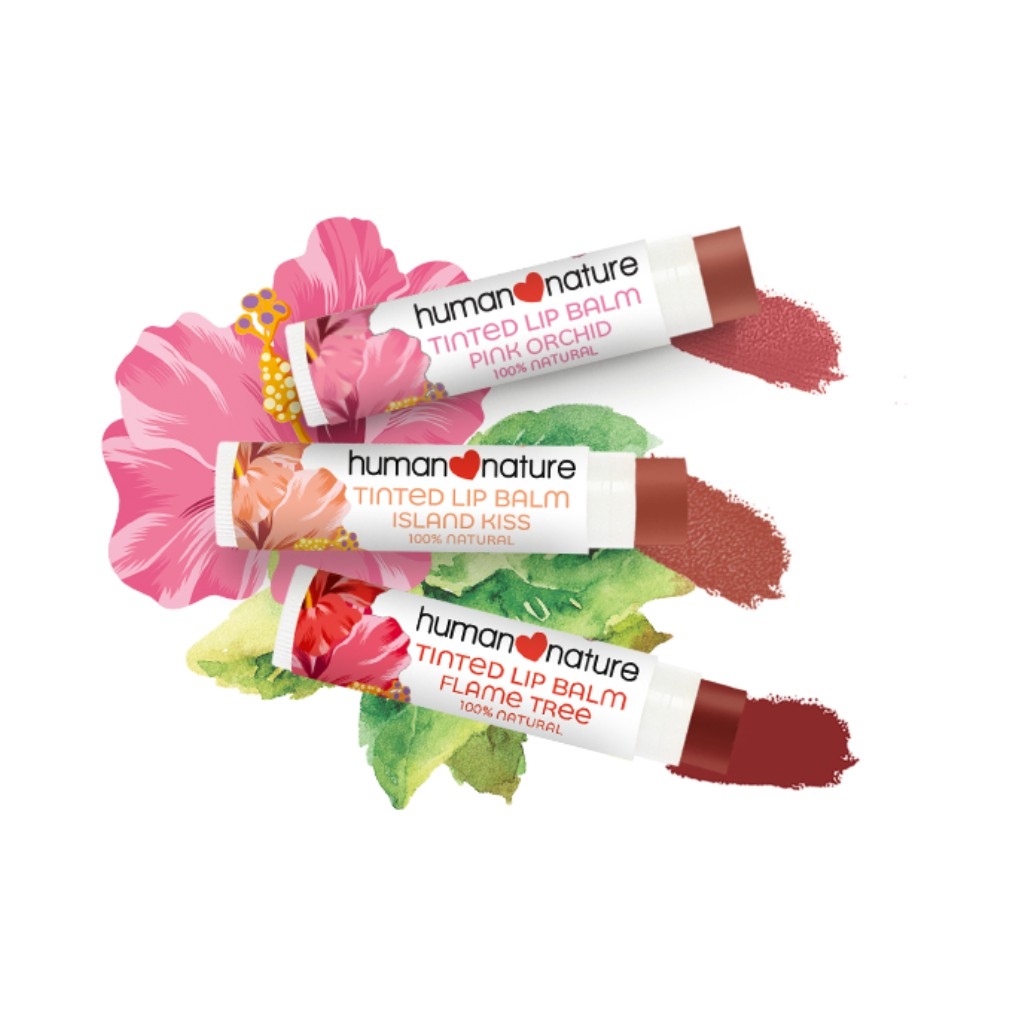 human nature
TINTED LIP BALM
PINK ORCHID
100% NATURAL
human nature
TINTED LIP BALM
ISLAND KISS
100% NATURAL
human nature
TINTED LIP BALM
FLAME TREE
100% NATURAL